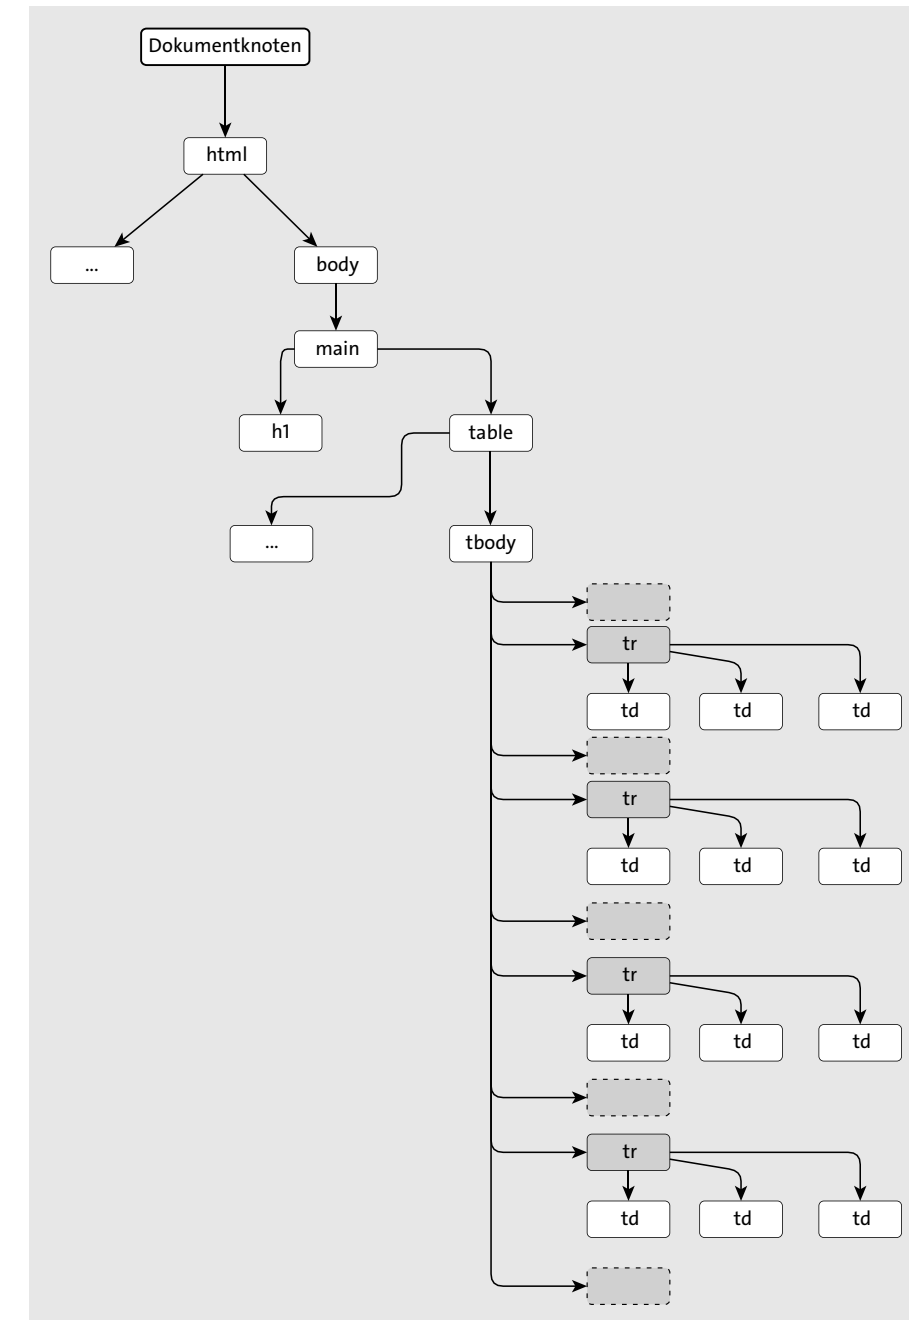 Dokumentknoten
html
...
body
main
h1
table
...
tbody
tr
td td td
tr
td td td
tr
td td td
tr
td td td